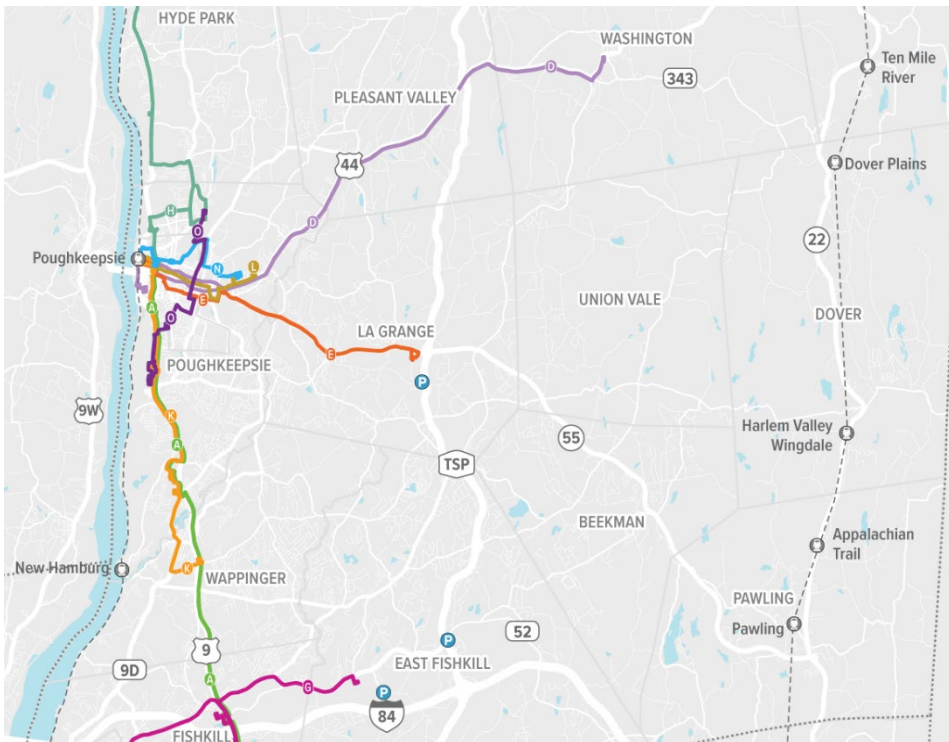 HYDE PARK
WASHINGTON
Ten Mile
River
D
343
PLEASANT VALLEY
44
Dover Plains
H
O
D
22
Poughkeepsie
N
L
E
A
UNION VALE
O
LA GRANGE
DOVER
E
POUGHKEEPSIE
P
9W
K
Harlem Valley
Wingdale
A
55
TSP
BEEKMAN
Appalachian
Trail
New Hamburg
K
WAPPINGER
PAWLING
Pawling
52
P
9
9D
EAST FISHKILL
A
G
P
84
FISHKILL